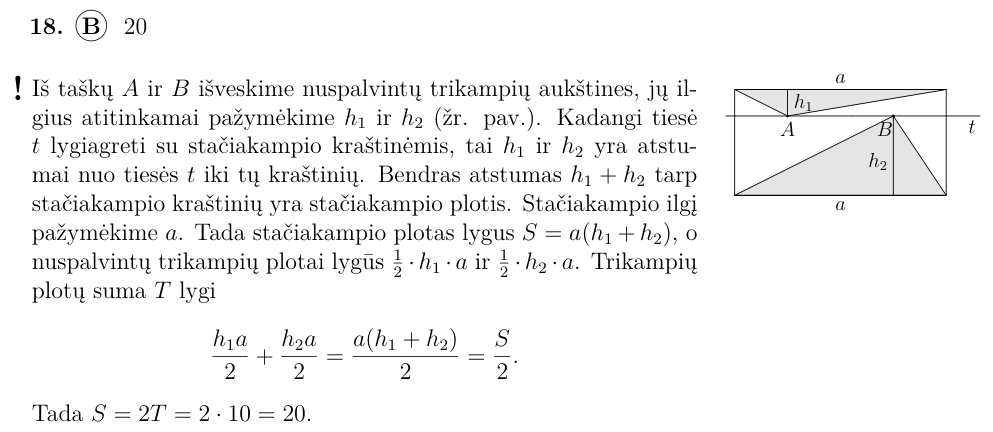 18. B 20
! Iš taškų A ir B išveskime nuspalvintų trikampių aukštines, jų il-
gius atitinkamai pažymėkime h₁ ir h₂ (žr. pav.). Kadangi tiesė
t lygiagreti su stačiakampio kraštinėmis, tai h₁ ir h₂ yra atstu-
mai nuo tiesės t iki tų kraštinių. Bendras atstumas h₁ + h₂ tarp
stačiakampio kraštinių yra stačiakampio plotis. Stačiakampio ilgį
pažymėkime a. Tada stačiakampio plotas lygus S = a(h₁ + h₂), o
nuspalvintų trikampių plotai lygūs 1/2 · h₁ · a ir 1/2 · h₂ · a. Trikampių
plotų suma T lygi
h₁a/2 + h₂a/2 = a(h₁ + h₂)/2 = S/2.
Tada S = 2T = 2 · 10 = 20.
a
h₁
A
B
t
h₂
a